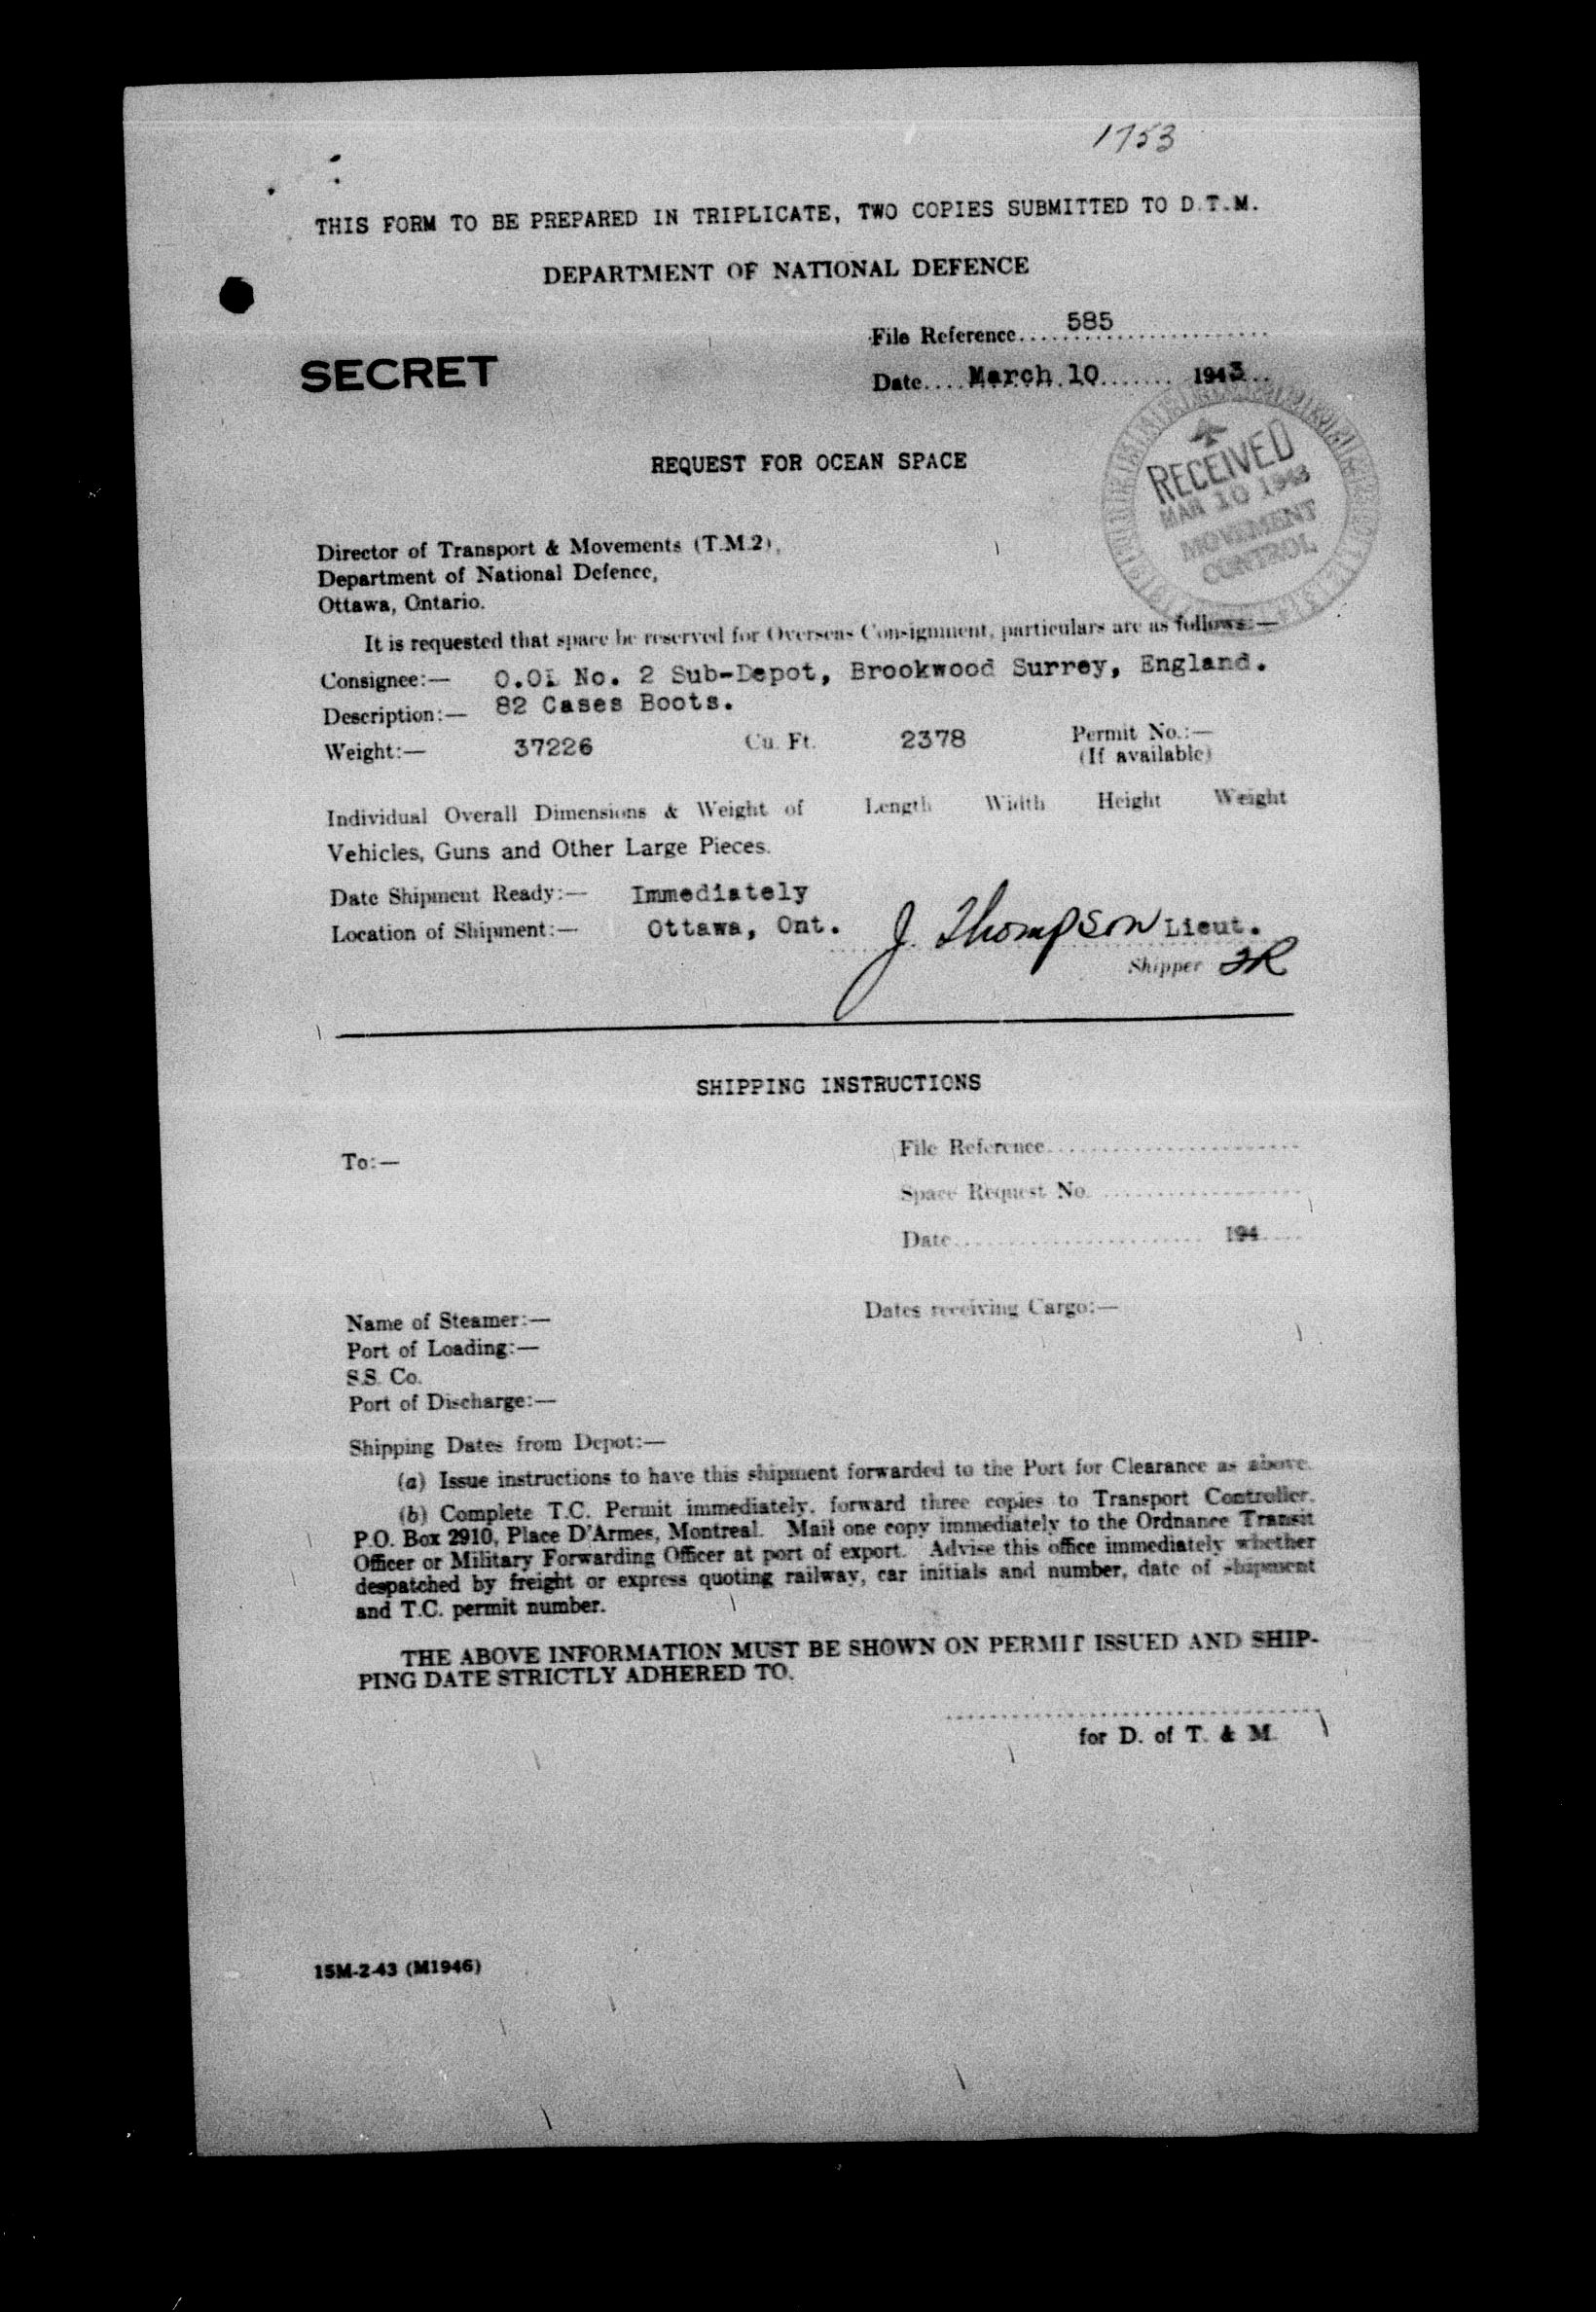 1753
THIS FORM TO BE PREPARED IN TRIPLICATE, TWO COPIES SUBMITTED TO D.T.M.
DEPARTMENT OF NATIONAL DEFENCE
File Reference....585
SECRET
Date....March 10....... 1943...
REQUEST FOR OCEAN SPACE
RECEIVED
MAR 10 1943
MOVEMENT
CONTROL
Director of Transport & Movements (T.M.2),
Department of National Defence,
Ottawa, Ontario.
It is requested that space be reserved for Overseas Consignment, particulars are as follows:—
Consignee:— O.Oi No. 2 Sub-Depot, Brookwood Surrey, England.
Description:— 82 Cases Boots.
Weight:— 37226 Cu. Ft. 2378 Permit No.:—
(If available)
Individual Overall Dimensions & Weight of Length Width Height Weight
Vehicles, Guns and Other Large Pieces.
Date Shipment Ready:— Immediately
Location of Shipment:— Ottawa, Ont. J. Thompson Lieut.
Shipper JR
SHIPPING INSTRUCTIONS
To:— File Reference.......................
Space Request No. ....................
Date....................... 194....
Name of Steamer:— Dates receiving Cargo:—
Port of Loading:—
S.S. Co.
Port of Discharge:—
Shipping Dates from Depot:—
(a) Issue instructions to have this shipment forwarded to the Port for Clearance as above.
(b) Complete T.C. Permit immediately, forward three copies to Transport Controller,
P.O. Box 2910, Place D'Armes, Montreal. Mail one copy immediately to the Ordnance Transit
Officer or Military Forwarding Officer at port of export. Advise this office immediately whether
despatched by freight or express quoting railway, car initials and number, date of shipment
and T.C. permit number.
THE ABOVE INFORMATION MUST BE SHOWN ON PERMIT ISSUED AND SHIP-
PING DATE STRICTLY ADHERED TO.
for D. of T. & M.
15M-2-43 (M1946)